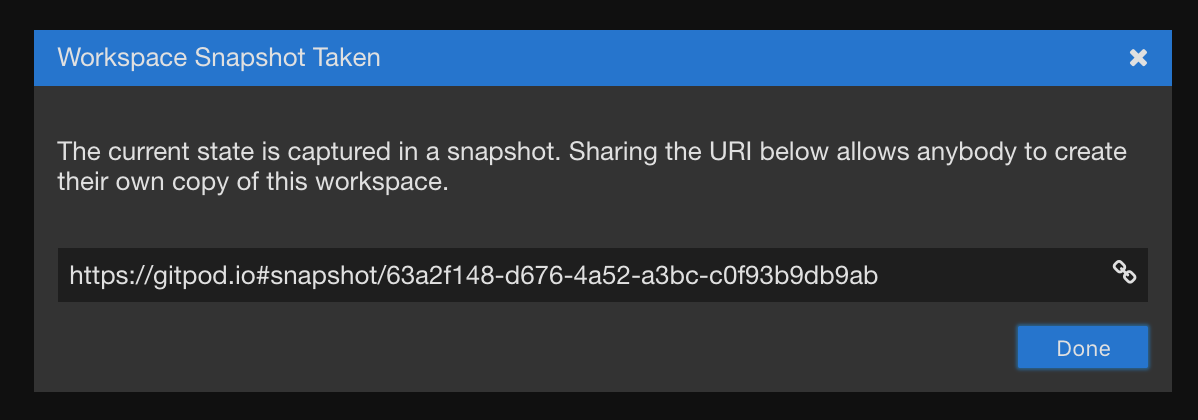 Workspace Snapshot Taken
The current state is captured in a snapshot. Sharing the URI below allows anybody to create
their own copy of this workspace.
https://gitpod.io#snapshot/63a2f148-d676-4a52-a3bc-c0f93b9db9ab
Done